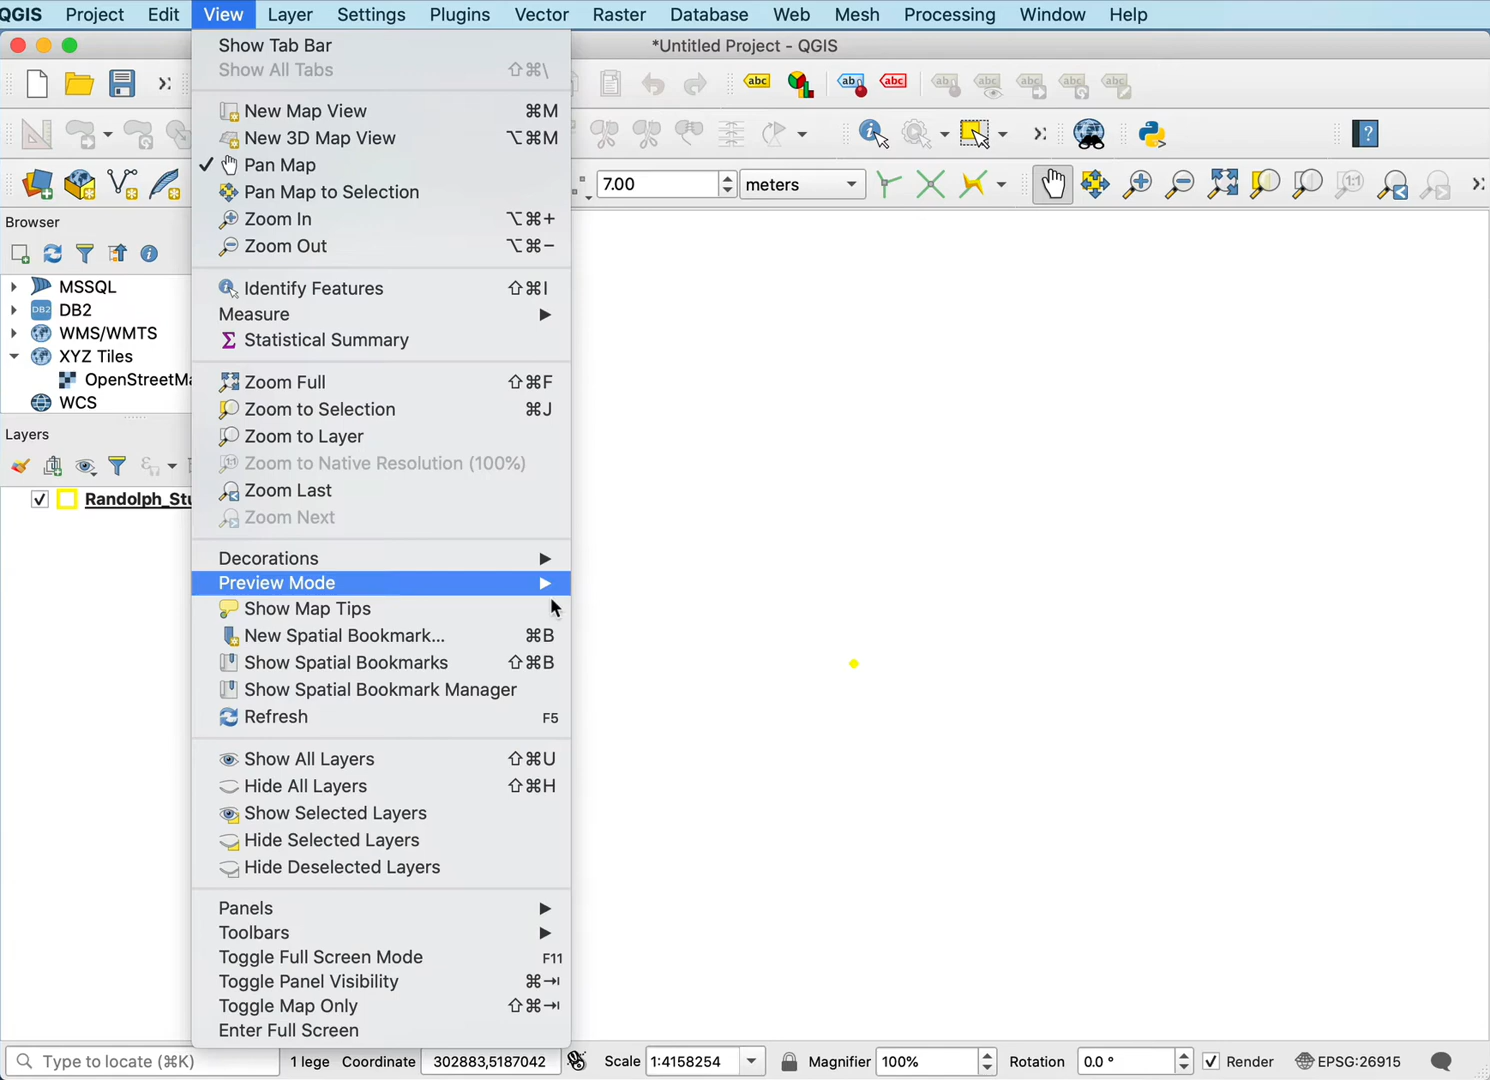 QGIS Project Edit View Layer Settings Plugins Vector Raster Database Web Mesh Processing Window Help
*Untitled Project - QGIS
Show Tab Bar
Show All Tabs ⇧⌘\
abc abc abc
New Map View ⌘M
New 3D Map View ⌥⌘M
✓ Pan Map
Pan Map to Selection
7.00 meters
Zoom In ⌥⌘+
Zoom Out ⌥⌘−
Browser
Identify Features ⇧⌘I
Measure
Statistical Summary
MSSQL
DB2
WMS/WMTS
XYZ Tiles
OpenStreetMa
WCS
Zoom Full ⇧⌘F
Zoom to Selection ⌘J
Zoom to Layer
Zoom to Native Resolution (100%)
Zoom Last
Zoom Next
Layers
Randolph_Stu
Decorations
Preview Mode
Show Map Tips
New Spatial Bookmark... ⌘B
Show Spatial Bookmarks ⇧⌘B
Show Spatial Bookmark Manager
Refresh F5
Show All Layers ⇧⌘U
Hide All Layers ⇧⌘H
Show Selected Layers
Hide Selected Layers
Hide Deselected Layers
Panels
Toolbars
Toggle Full Screen Mode F11
Toggle Panel Visibility ⌘⇥
Toggle Map Only ⇧⌘⇥
Enter Full Screen
Type to locate (⌘K) 1 lege Coordinate 302883,5187042 Scale 1:4158254 Magnifier 100% Rotation 0.0 ° Render EPSG:26915